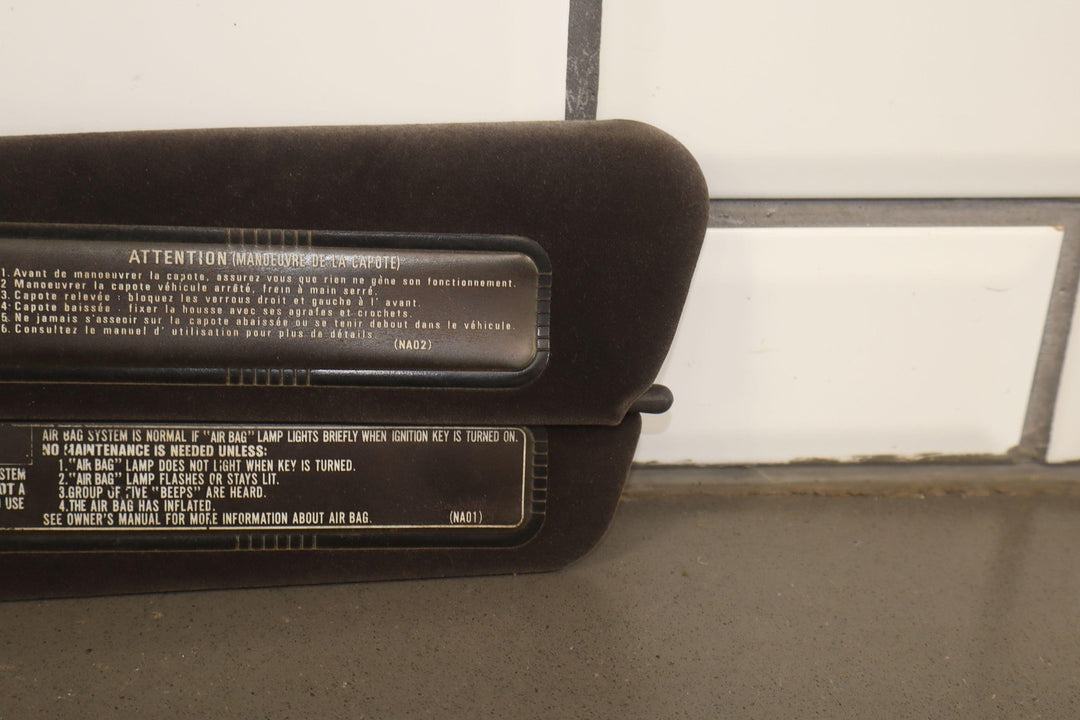 ATTENTION (MANOEUVRE DE LA CAPOTE)
1. Avant de manoeuvrer la capote, assurez vous que rien ne gêne son fonctionnement.
2 Manoeuvrer la capote véhicule arrêté, frein à main serré.
3. Capote relevée : bloquez les verrous droit et gauche à l' avant.
4. Capote baissée : fixer la housse avec ses agrafes et crochets.
5. Ne jamais s'asseoir sur la capote abaissée ou se tenir debout dans le véhicule.
6. Consultez le manuel d' utilisation pour plus de détails.
(NA02)
AIR BAG SYSTEM IS NORMAL IF "AIR BAG" LAMP LIGHTS BRIEFLY WHEN IGNITION KEY IS TURNED ON.
NO MAINTENANCE IS NEEDED UNLESS:
1. "AIR BAG" LAMP DOES NOT LIGHT WHEN KEY IS TURNED.
2. "AIR BAG" LAMP FLASHES OR STAYS LIT.
3. GROUP OF FIVE "BEEPS" ARE HEARD.
4. THE AIR BAG HAS INFLATED.
SEE OWNER'S MANUAL FOR MORE INFORMATION ABOUT AIR BAG.
(NA01)
STEM
OT A
USE